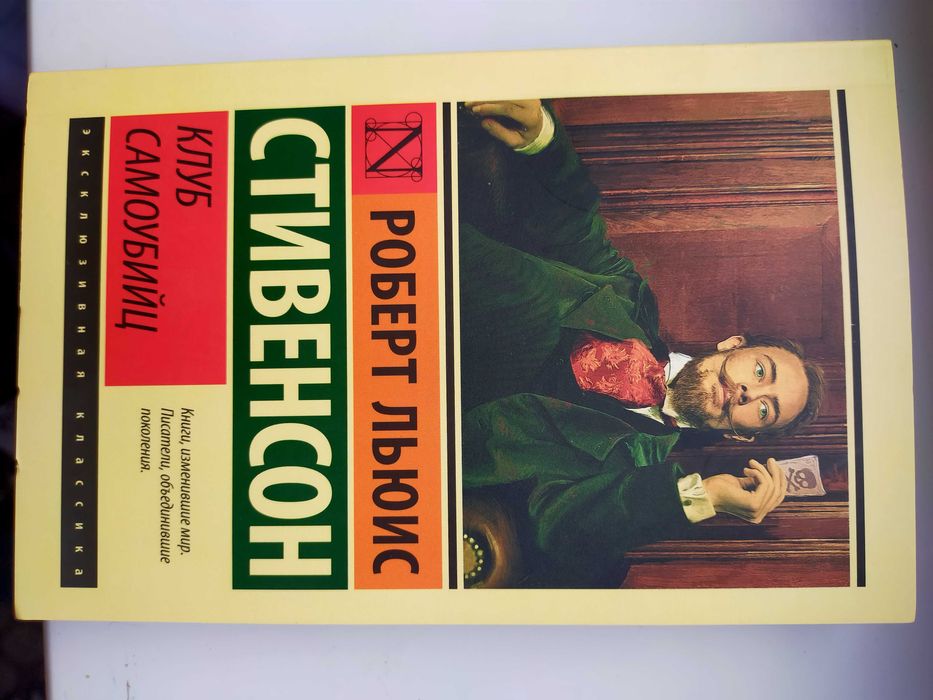 N
РОБЕРТ ЛЬЮИС
СТИВЕНСОН
КЛУБ
САМОУБИЙЦ
Книги, изменившие мир.
Писатели, объединившие
поколения.
эксклюзивная классика